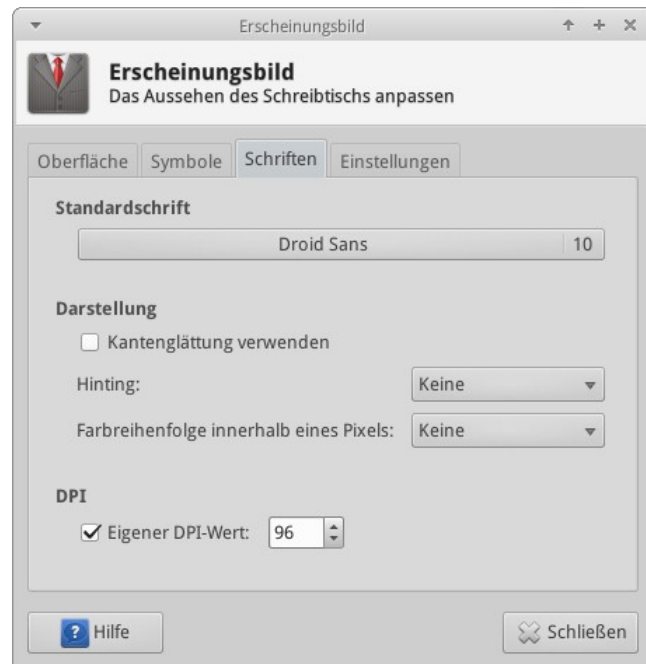 Erscheinungsbild
Erscheinungsbild
Das Aussehen des Schreibtischs anpassen
Oberfläche Symbole Schriften Einstellungen
Standardschrift
Droid Sans 10
Darstellung
Kantenglättung verwenden
Hinting: Keine
Farbreihenfolge innerhalb eines Pixels: Keine
DPI
Eigener DPI-Wert: 96
? Hilfe Schließen